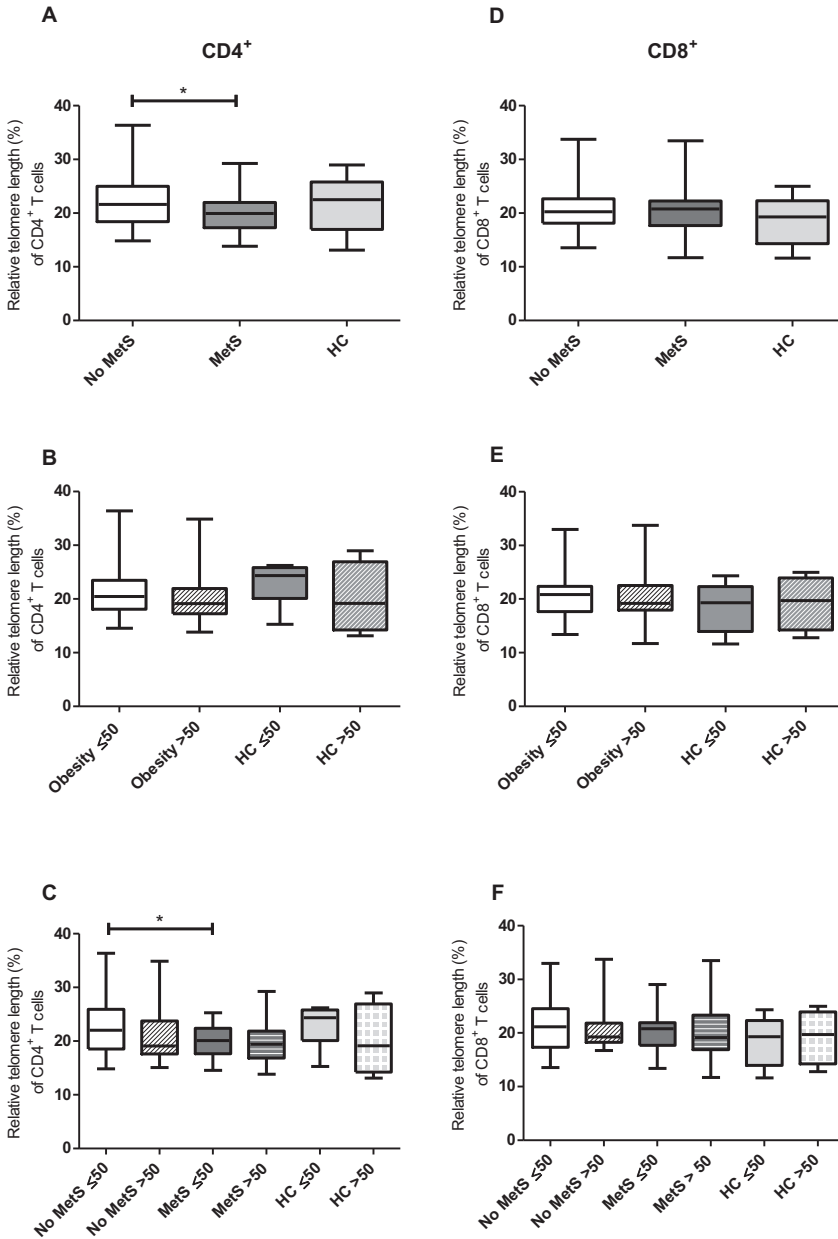 A
CD4+
Relative telomere length (%)
of CD4+ T cells
40
30
20
10
0
*
No MetS
MetS
HC
D
CD8+
Relative telomere length (%)
of CD8+ T cells
40
30
20
10
0
No MetS
MetS
HC
B
Relative telomere length (%)
of CD4+ T cells
40
30
20
10
0
Obesity ≤50
Obesity >50
HC ≤50
HC >50
E
Relative telomere length (%)
of CD8+ T cells
40
30
20
10
0
Obesity ≤50
Obesity >50
HC ≤50
HC >50
C
Relative telomere length (%)
of CD4+ T cells
40
30
20
10
0
*
No MetS ≤50
No MetS >50
MetS ≤50
MetS >50
HC ≤50
HC >50
F
Relative telomere length (%)
of CD8+ T cells
40
30
20
10
0
No MetS ≤50
No MetS >50
MetS ≤50
MetS > 50
HC ≤50
HC >50